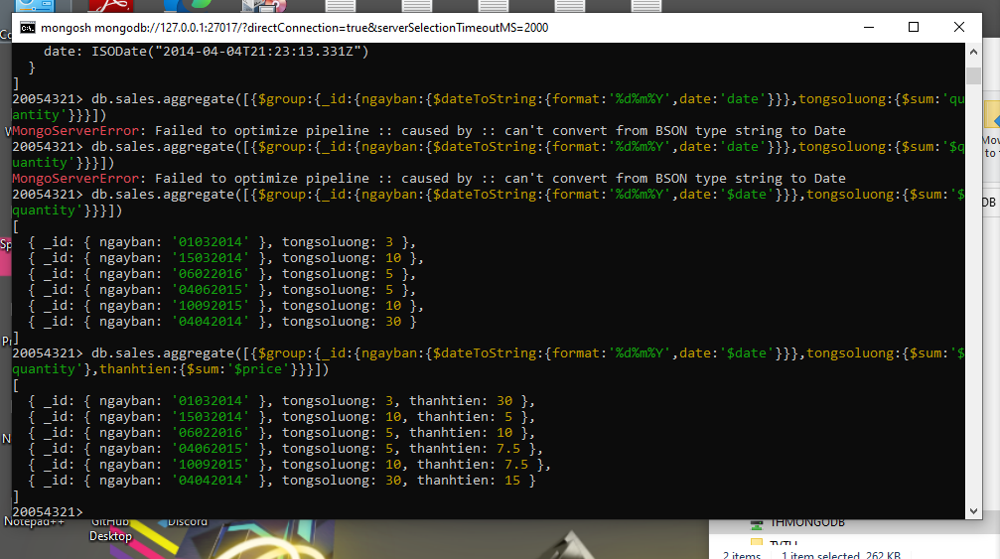 mongosh mongodb://127.0.0.1:27017/?directConnection=true&serverSelectionTimeoutMS=2000
    date: ISODate("2014-04-04T21:23:13.331Z")
  }
]
20054321> db.sales.aggregate([{$group:{_id:{ngayban:{$dateToString:{format:'%d%m%Y',date:'date'}}},tongsoluong:{$sum:'qu
antity'}}}])
MongoServerError: Failed to optimize pipeline :: caused by :: can't convert from BSON type string to Date
20054321> db.sales.aggregate([{$group:{_id:{ngayban:{$dateToString:{format:'%d%m%Y',date:'date'}}},tongsoluong:{$sum:'$q
uantity'}}}])
MongoServerError: Failed to optimize pipeline :: caused by :: can't convert from BSON type string to Date
20054321> db.sales.aggregate([{$group:{_id:{ngayban:{$dateToString:{format:'%d%m%Y',date:'$date'}}},tongsoluong:{$sum:'$
quantity'}}}])
[
  { _id: { ngayban: '01032014' }, tongsoluong: 3 },
  { _id: { ngayban: '15032014' }, tongsoluong: 10 },
  { _id: { ngayban: '06022016' }, tongsoluong: 5 },
  { _id: { ngayban: '04062015' }, tongsoluong: 5 },
  { _id: { ngayban: '10092015' }, tongsoluong: 10 },
  { _id: { ngayban: '04042014' }, tongsoluong: 30 }
]
20054321> db.sales.aggregate([{$group:{_id:{ngayban:{$dateToString:{format:'%d%m%Y',date:'$date'}}},tongsoluong:{$sum:'$
quantity'},thanhtien:{$sum:'$price'}}}])
[
  { _id: { ngayban: '01032014' }, tongsoluong: 3, thanhtien: 30 },
  { _id: { ngayban: '15032014' }, tongsoluong: 10, thanhtien: 5 },
  { _id: { ngayban: '06022016' }, tongsoluong: 5, thanhtien: 10 },
  { _id: { ngayban: '04062015' }, tongsoluong: 5, thanhtien: 7.5 },
  { _id: { ngayban: '10092015' }, tongsoluong: 10, thanhtien: 7.5 },
  { _id: { ngayban: '04042014' }, tongsoluong: 30, thanhtien: 15 }
]
20054321>
Notepad++
GitHub
Desktop
Discord
Mov
to
DB
THMONGODB
2 items
1 item selected, 262 KB